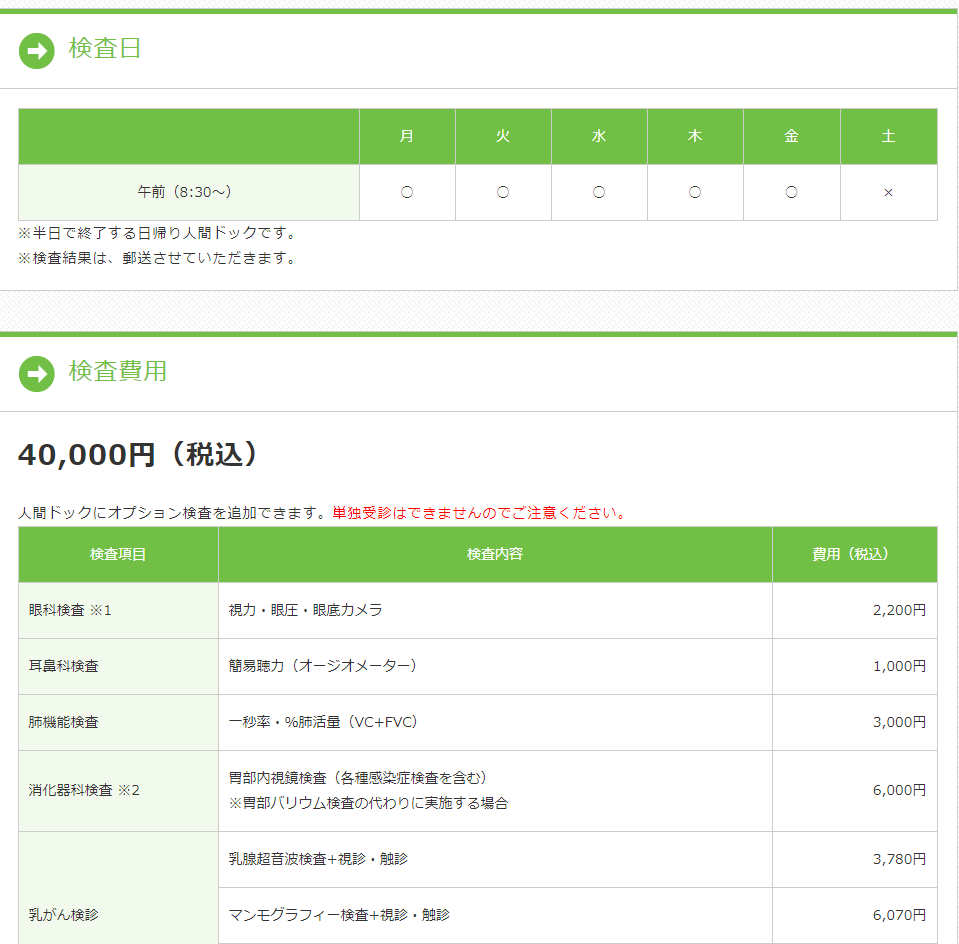 検査日
月 火 水 木 金 土
午前（8:30～） ○ ○ ○ ○ ○ ×
※半日で終了する日帰り人間ドックです。
※検査結果は、郵送させていただきます。
検査費用
40,000円（税込）
人間ドックにオプション検査を追加できます。単独受診はできませんのでご注意ください。
検査項目 検査内容 費用（税込）
眼科検査 ※1 視力・眼圧・眼底カメラ 2,200円
耳鼻科検査 簡易聴力（オージオメーター） 1,000円
肺機能検査 一秒率・％肺活量（VC+FVC） 3,000円
消化器科検査 ※2 胃部内視鏡検査（各種感染症検査を含む）
※胃部バリウム検査の代わりに実施する場合 6,000円
乳腺超音波検査+視診・触診 3,780円
乳がん検診 マンモグラフィー検査+視診・触診 6,070円